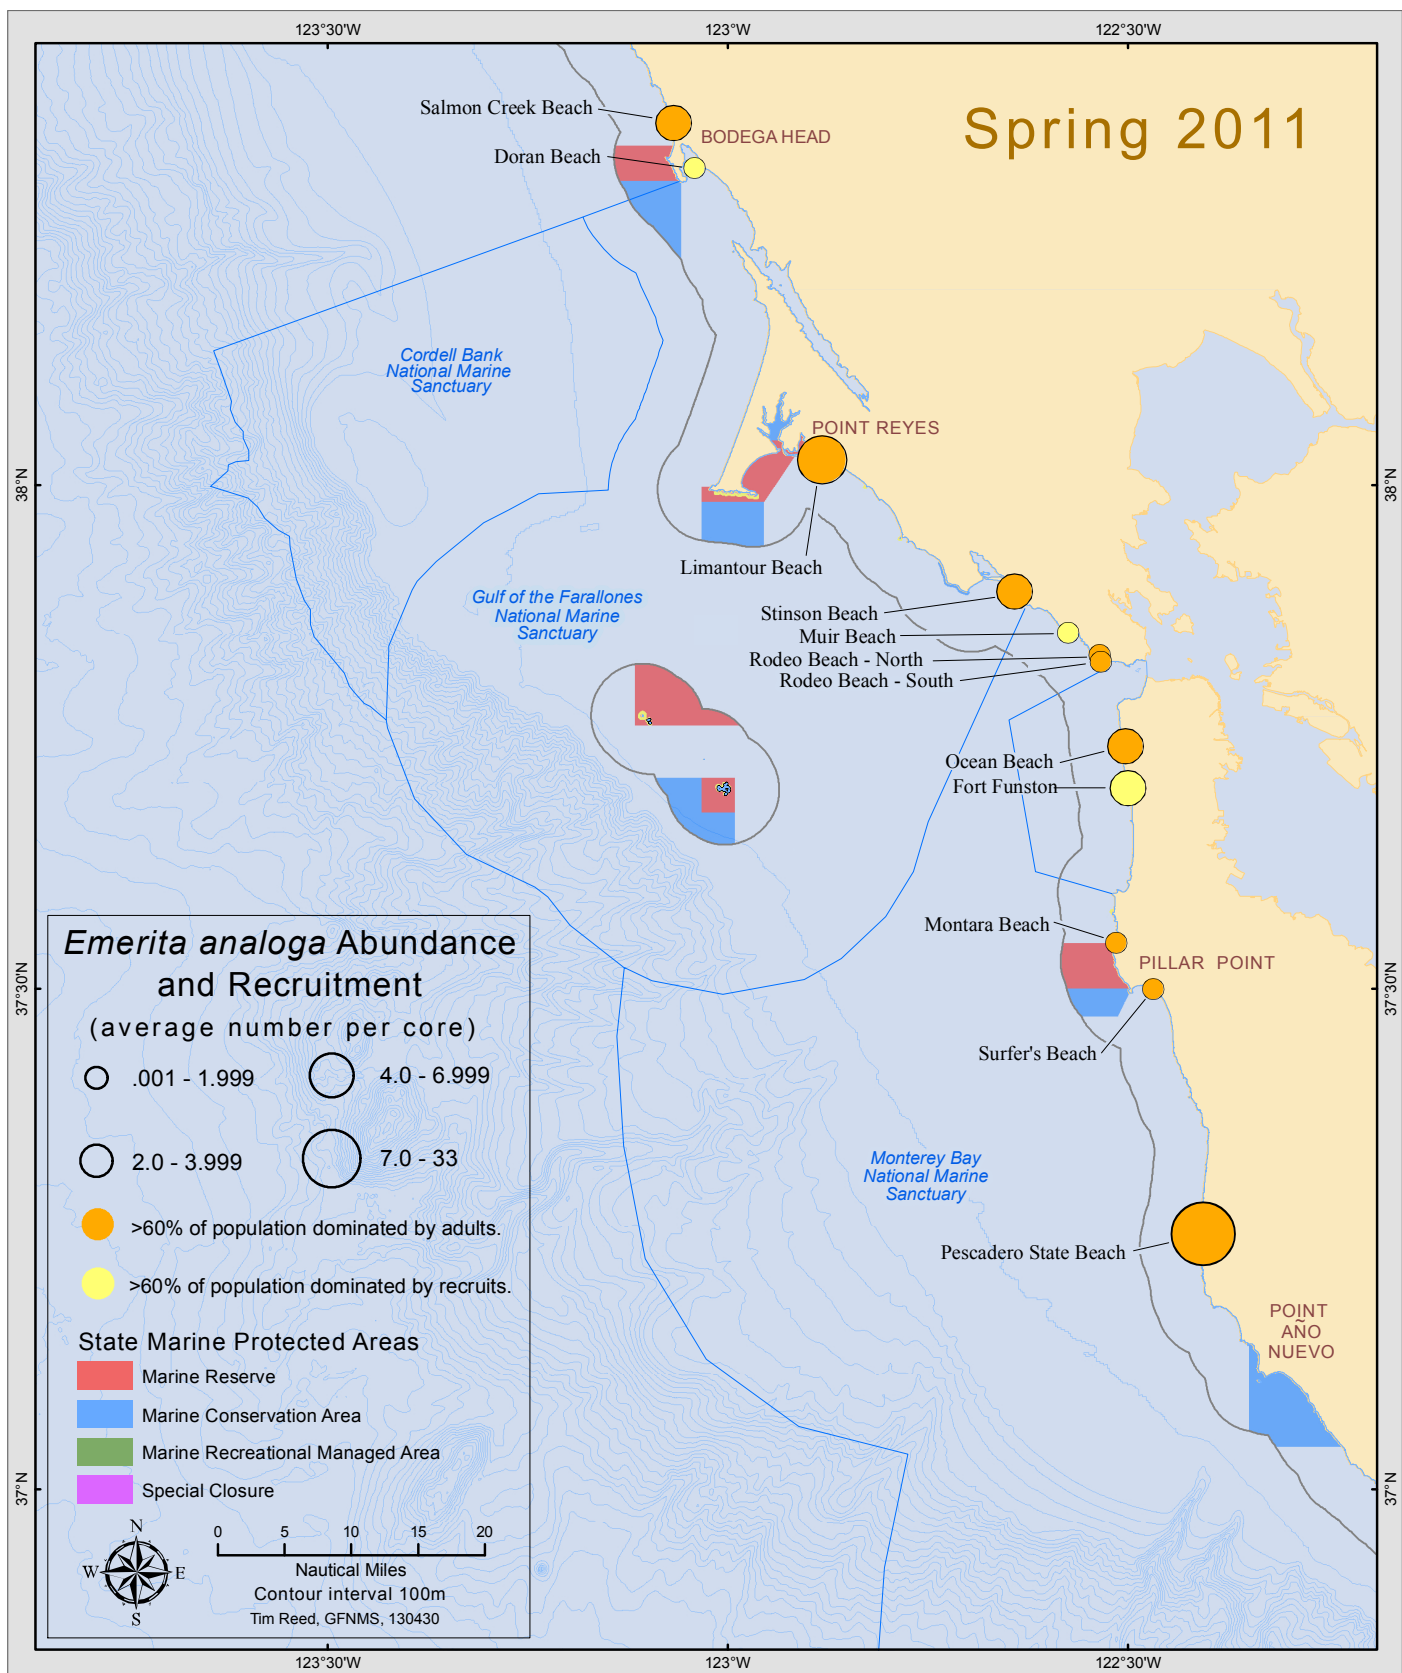 123°30'W
123°W
122°30'W
Spring 2011
Salmon Creek Beach
BODEGA HEAD
Doran Beach
Cordell Bank
National Marine
Sanctuary
POINT REYES
38°N
38°N
Limantour Beach
Gulf of the Farallones
National Marine
Sanctuary
Stinson Beach
Muir Beach
Rodeo Beach - North
Rodeo Beach - South
Ocean Beach
Fort Funston
Montara Beach
PILLAR POINT
37°30'N
37°30'N
Surfer's Beach
Monterey Bay
National Marine
Sanctuary
Pescadero State Beach
POINT
AÑO
NUEVO
37°N
37°N
Emerita analoga Abundance
and Recruitment
(average number per core)
.001 - 1.999
4.0 - 6.999
2.0 - 3.999
7.0 - 33
>60% of population dominated by adults.
>60% of population dominated by recruits.
State Marine Protected Areas
Marine Reserve
Marine Conservation Area
Marine Recreational Managed Area
Special Closure
N
W
E
S
0 5 10 15 20
Nautical Miles
Contour interval 100m
Tim Reed, GFNMS, 130430
123°30'W
123°W
122°30'W